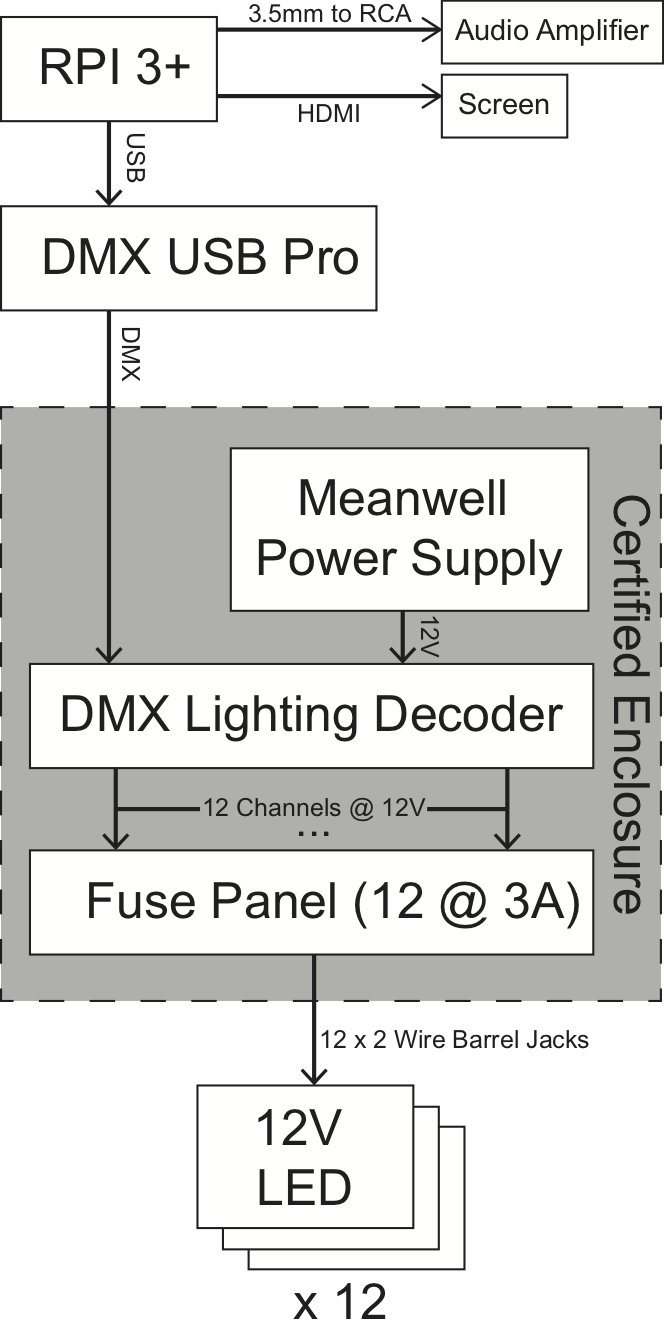 3.5mm to RCA
Audio Amplifier
RPI 3+
HDMI
Screen
USB
DMX USB Pro
DMX
Meanwell
Power Supply
Certified Enclosure
12V
DMX Lighting Decoder
12 Channels @ 12V
...
Fuse Panel (12 @ 3A)
12 x 2 Wire Barrel Jacks
12V
LED
x 12